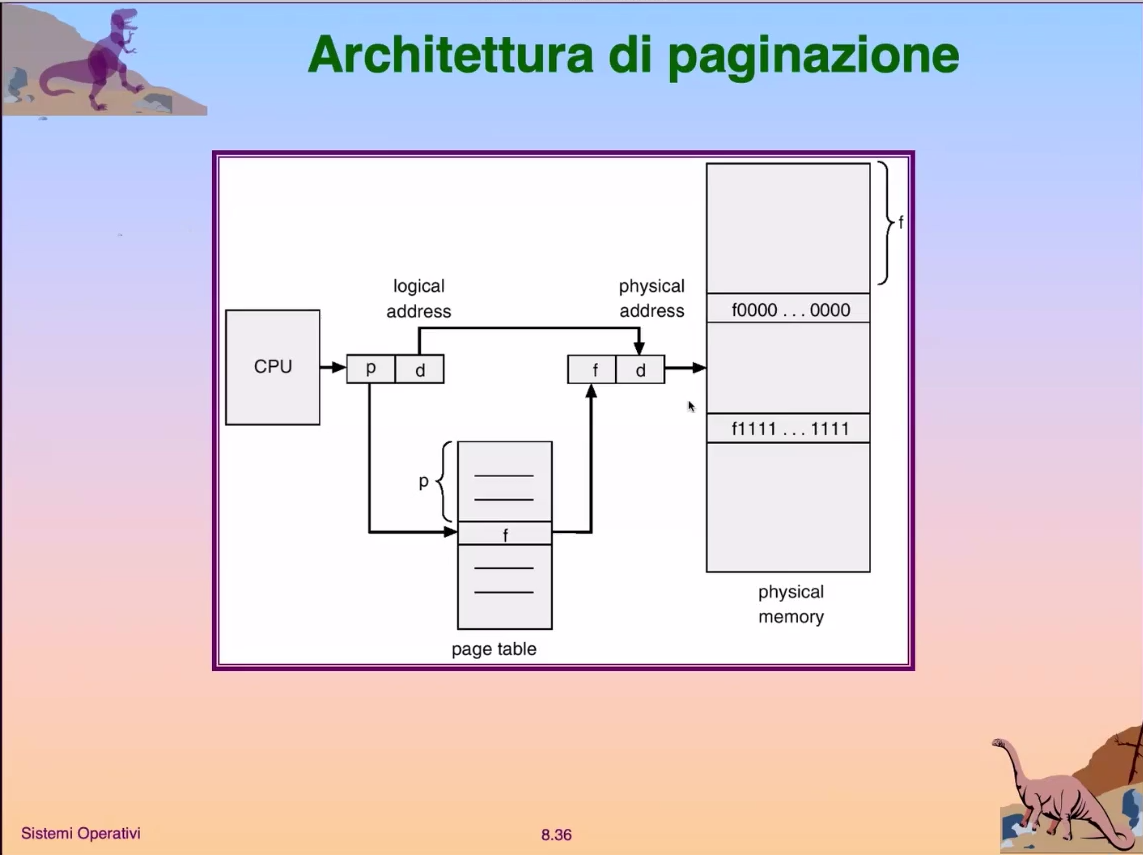 Architettura di paginazione
logical
address
physical
address
CPU
p
d
f
d
f
f0000 . . . 0000
f1111 . . . 1111
p
f
page table
physical
memory
Sistemi Operativi
8.36